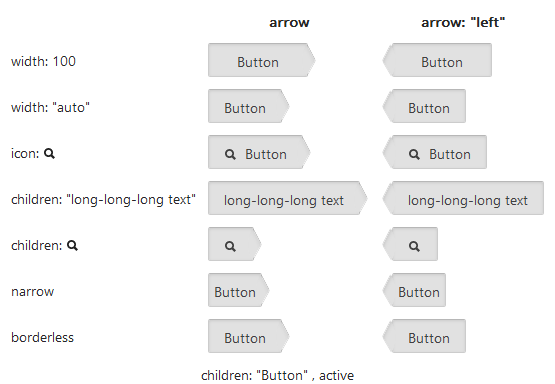 arrow arrow: "left"
width: 100 Button Button
width: "auto" Button Button
icon: Button Button
children: "long-long-long text" long-long-long text long-long-long text
children:
narrow Button Button
borderless Button Button
children: "Button" , active